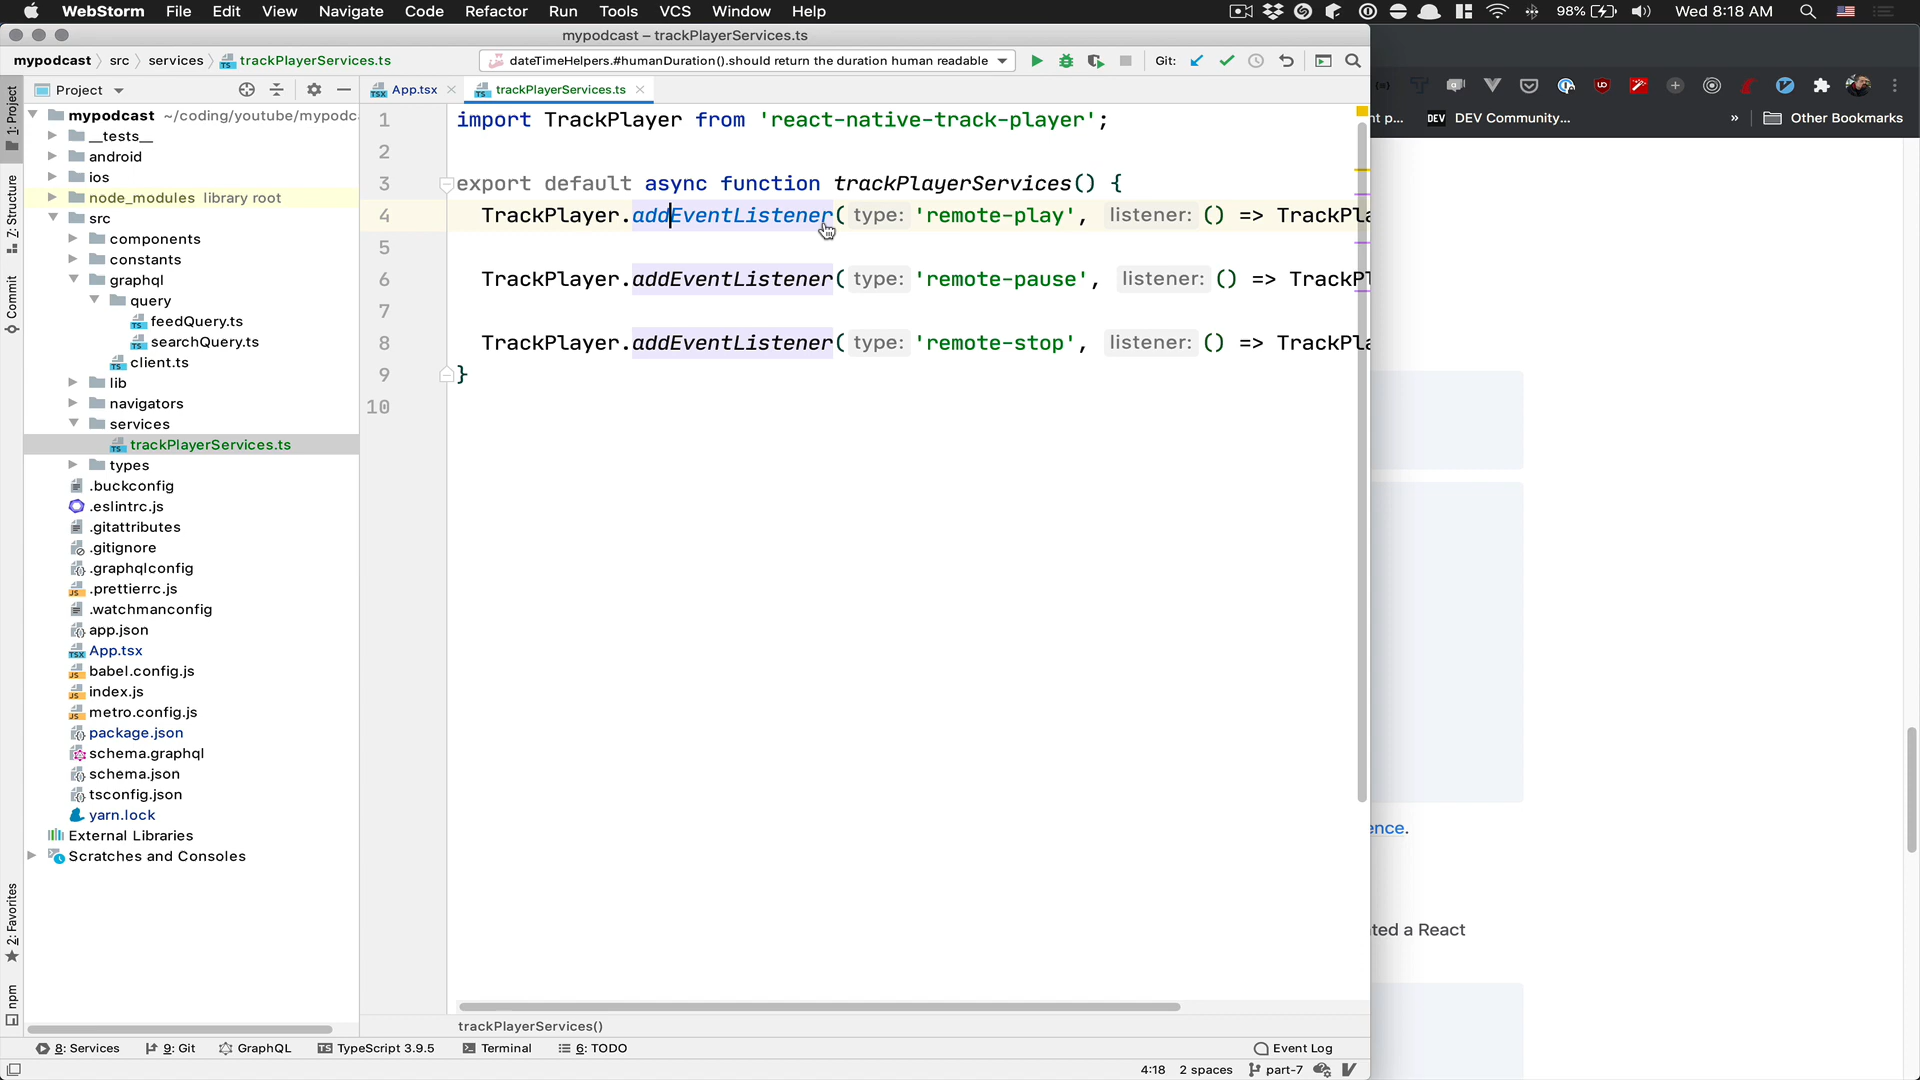 WebStorm File Edit View Navigate Code Refactor Run Tools VCS Window Help 98% Wed 8:18 AM
mypodcast – trackPlayerServices.ts
mypodcast src services trackPlayerServices.ts dateTimeHelpers.#humanDuration().should return the duration human readable Git:
Project App.tsx trackPlayerServices.ts
DEV DEV Community... » Other Bookmarks
1: Project
Z: Structure
Commit
2: Favorites
npm
mypodcast ~/coding/youtube/mypodc
__tests__
android
ios
node_modules library root
src
components
constants
graphql
query
feedQuery.ts
searchQuery.ts
client.ts
lib
navigators
services
trackPlayerServices.ts
types
.buckconfig
.eslintrc.js
.gitattributes
.gitignore
.graphqlconfig
.prettierrc.js
.watchmanconfig
app.json
App.tsx
babel.config.js
index.js
metro.config.js
package.json
schema.graphql
schema.json
tsconfig.json
yarn.lock
External Libraries
Scratches and Consoles
1 import TrackPlayer from 'react-native-track-player';
2
3 export default async function trackPlayerServices() {
4 TrackPlayer.addEventListener( type: 'remote-play', listener: () => TrackPla
5
6 TrackPlayer.addEventListener( type: 'remote-pause', listener: () => TrackP
7
8 TrackPlayer.addEventListener( type: 'remote-stop', listener: () => TrackPla
9 }
10
ence.
ted a React
trackPlayerServices()
8: Services 9: Git GraphQL TypeScript 3.9.5 Terminal 6: TODO Event Log
4:18 2 spaces part-7